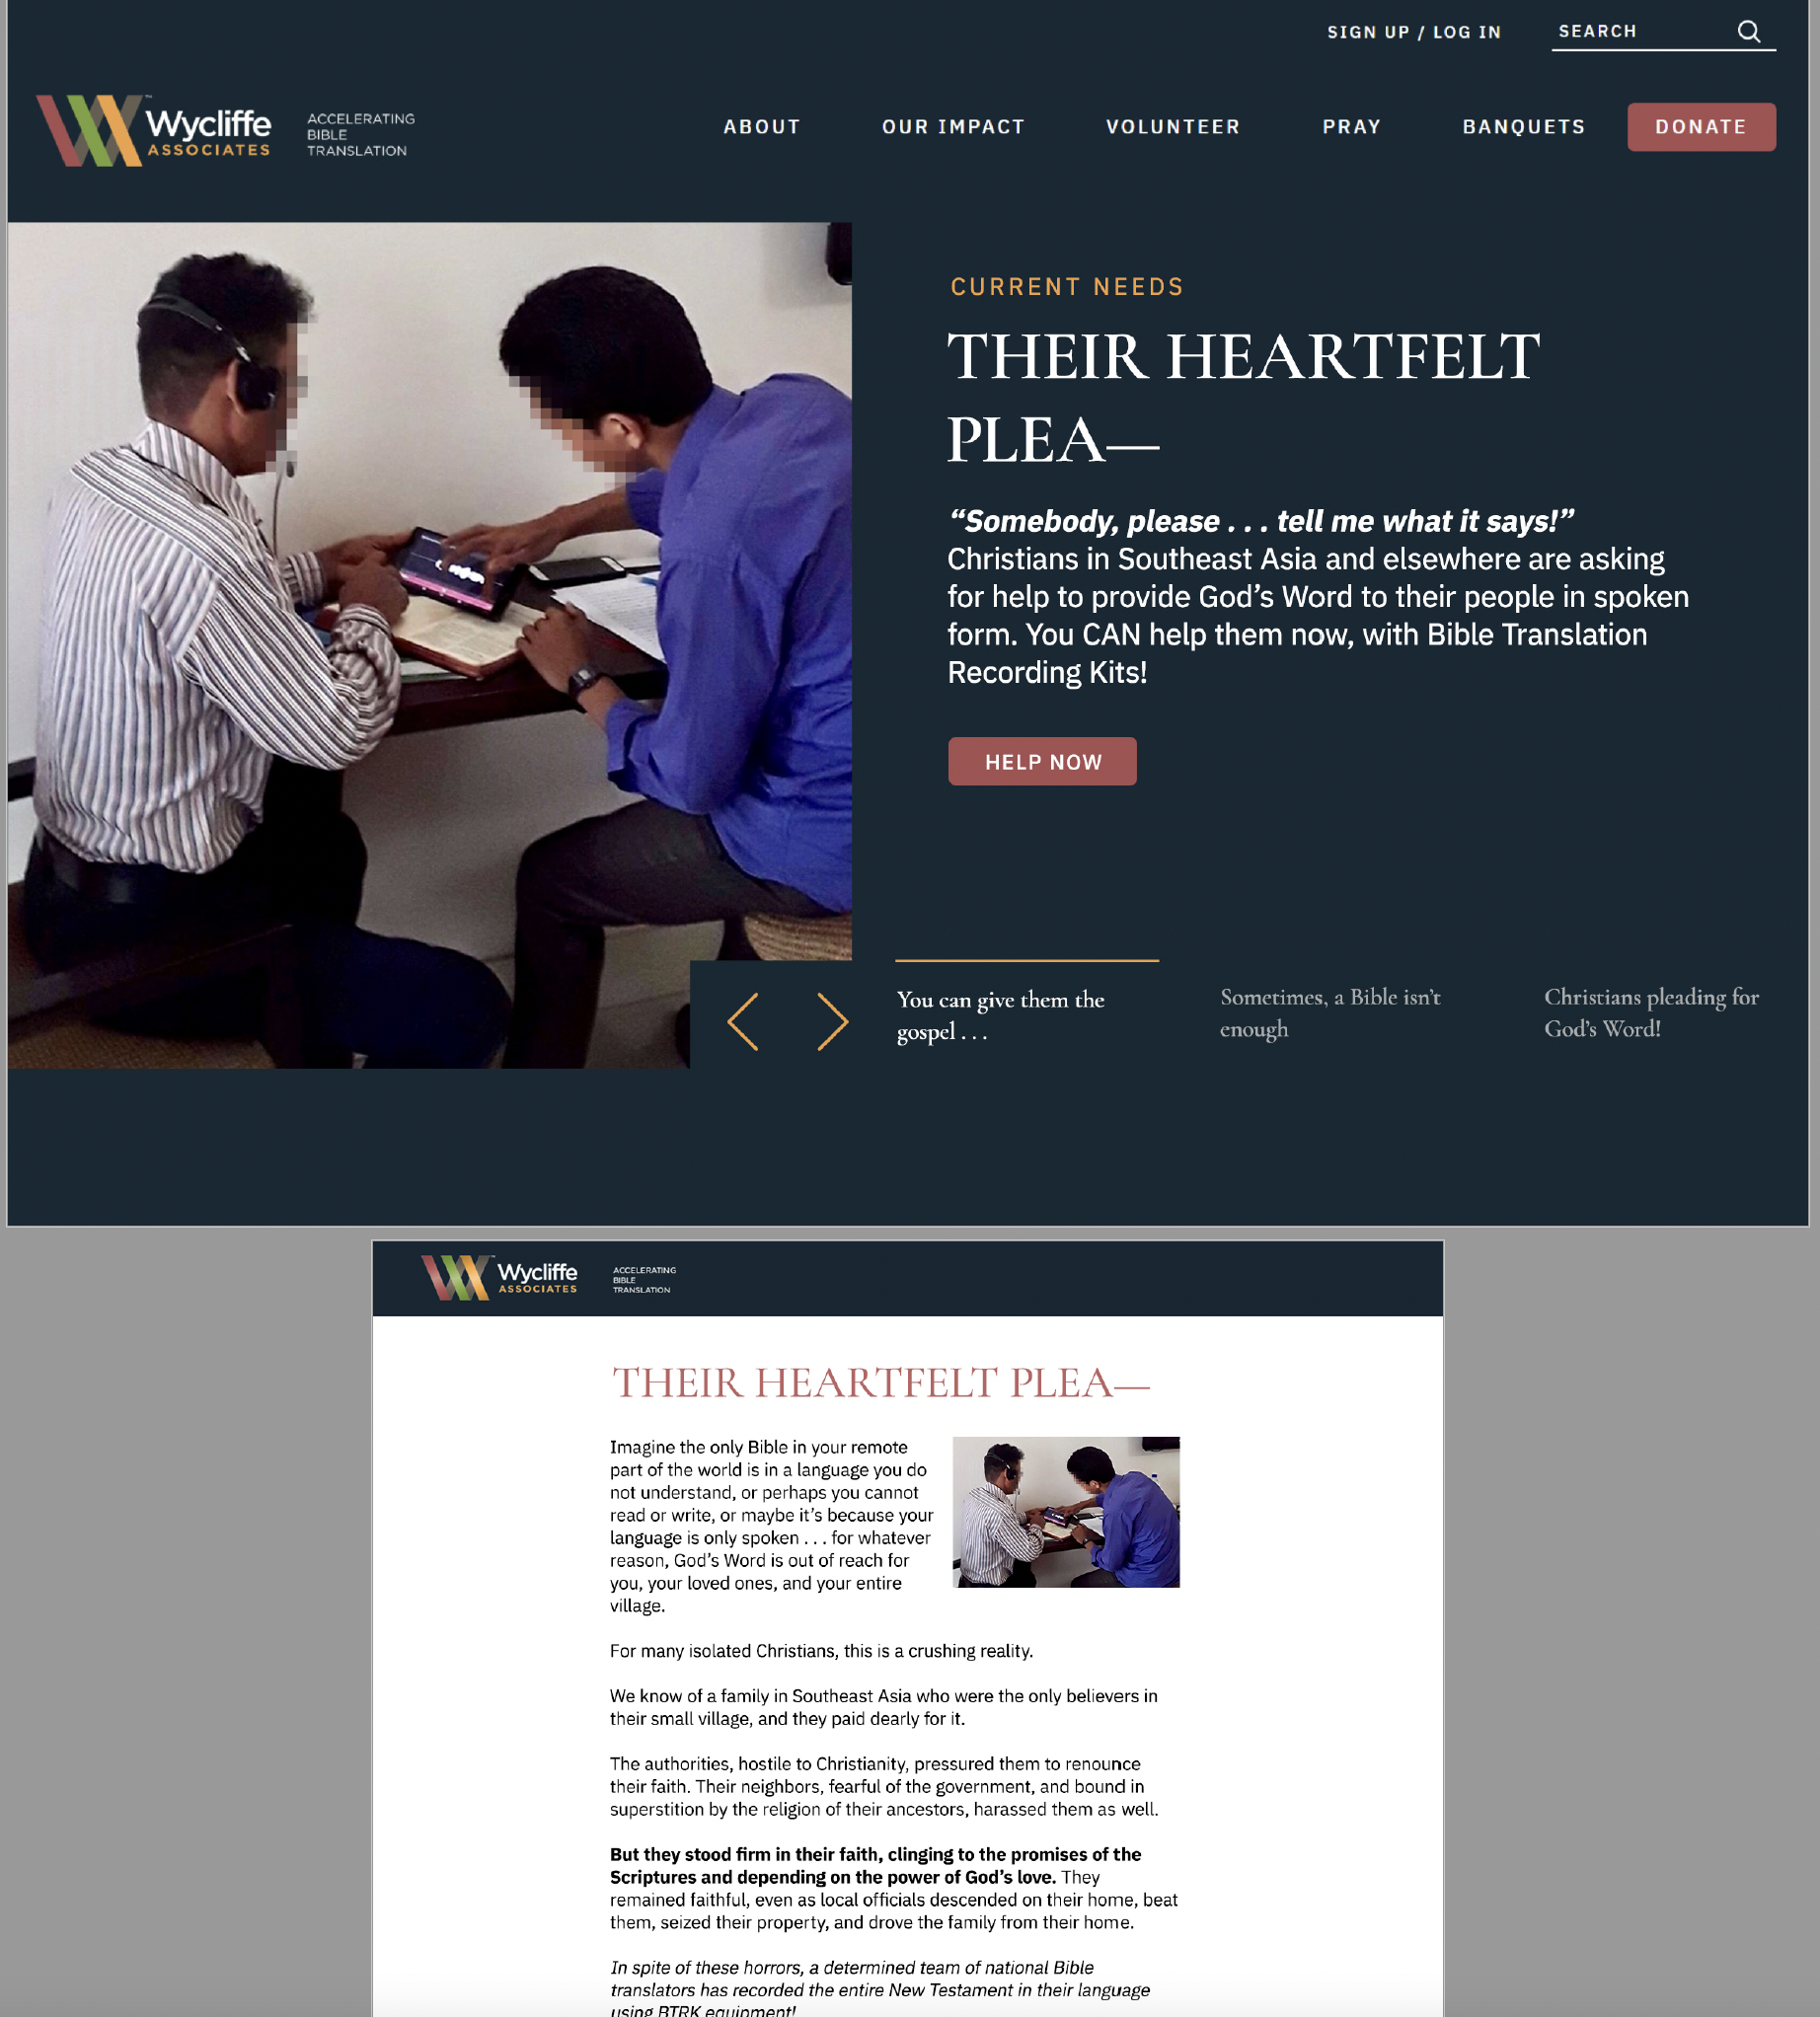 SIGN UP / LOG IN
SEARCH
Wycliffe
ASSOCIATES
ACCELERATING
BIBLE
TRANSLATION
ABOUT
OUR IMPACT
VOLUNTEER
PRAY
BANQUETS
DONATE
CURRENT NEEDS
THEIR HEARTFELT
PLEA—
“Somebody, please . . . tell me what it says!”
Christians in Southeast Asia and elsewhere are asking
for help to provide God’s Word to their people in spoken
form. You CAN help them now, with Bible Translation
Recording Kits!
HELP NOW
You can give them the
gospel . . .
Sometimes, a Bible isn’t
enough
Christians pleading for
God’s Word!
Wycliffe
ASSOCIATES
ACCELERATING
BIBLE
TRANSLATION
THEIR HEARTFELT PLEA—
Imagine the only Bible in your remote
part of the world is in a language you do
not understand, or perhaps you cannot
read or write, or maybe it’s because your
language is only spoken . . . for whatever
reason, God’s Word is out of reach for
you, your loved ones, and your entire
village.
For many isolated Christians, this is a crushing reality.
We know of a family in Southeast Asia who were the only believers in
their small village, and they paid dearly for it.
The authorities, hostile to Christianity, pressured them to renounce
their faith. Their neighbors, fearful of the government, and bound in
superstition by the religion of their ancestors, harassed them as well.
But they stood firm in their faith, clinging to the promises of the
Scriptures and depending on the power of God’s love. They
remained faithful, even as local officials descended on their home, beat
them, seized their property, and drove the family from their home.
In spite of these horrors, a determined team of national Bible
translators has recorded the entire New Testament in their language
using BTRK equipment!